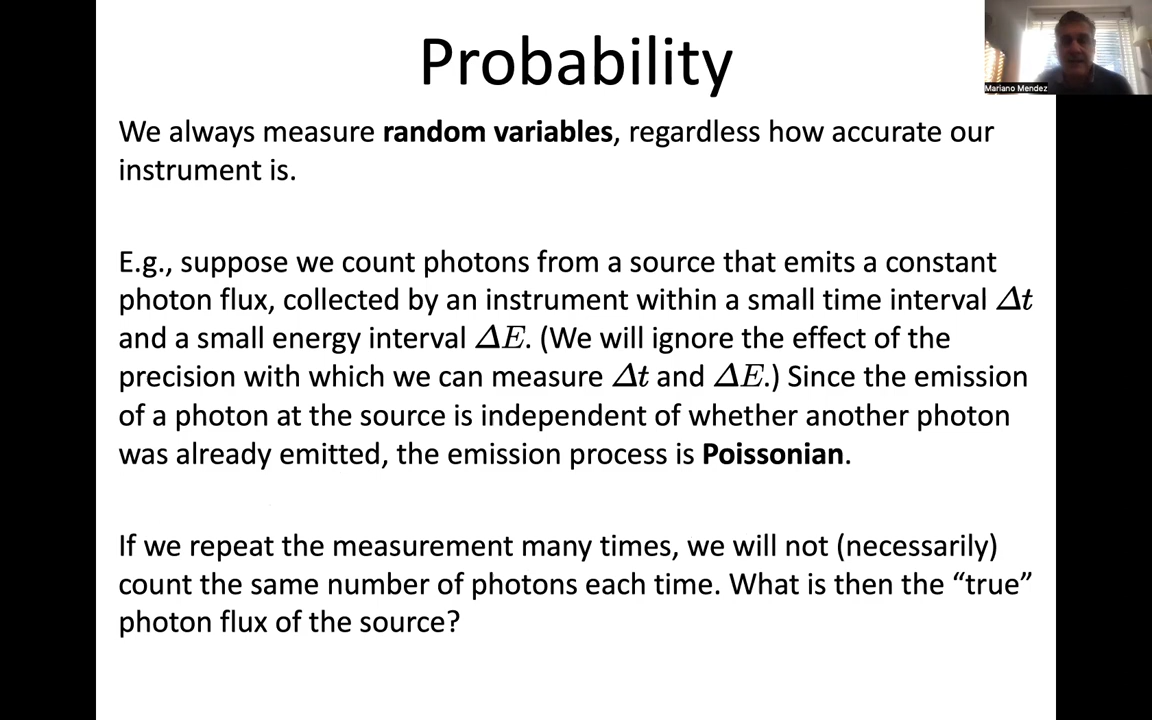 Probability
Mariano Mendez
We always measure random variables, regardless how accurate our
instrument is.
E.g., suppose we count photons from a source that emits a constant
photon flux, collected by an instrument within a small time interval Δt
and a small energy interval ΔE. (We will ignore the effect of the
precision with which we can measure Δt and ΔE.) Since the emission
of a photon at the source is independent of whether another photon
was already emitted, the emission process is Poissonian.
If we repeat the measurement many times, we will not (necessarily)
count the same number of photons each time. What is then the “true”
photon flux of the source?